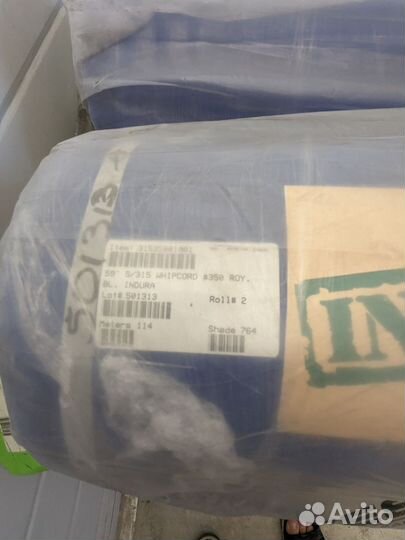 Item# 31535001001
59" S/315 WHIPCORD #350 ROY.
BL. INDURA
Lot# 501313
Roll# 2
Meters 114
Shade 764
501313
IN
Avito